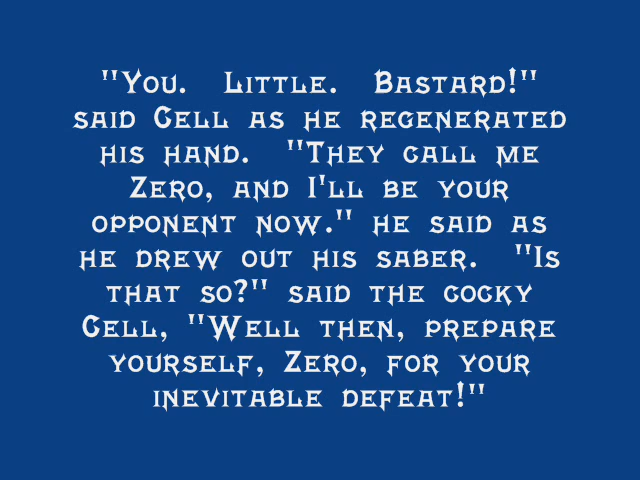 "You.  Little.  Bastard!"
said Cell as he regenerated
his hand.  "They call me
Zero, and I'll be your
opponent now." he said as
he drew out his saber.  "Is
that so?" said the cocky
Cell, "Well then, prepare
yourself, Zero, for your
inevitable defeat!"